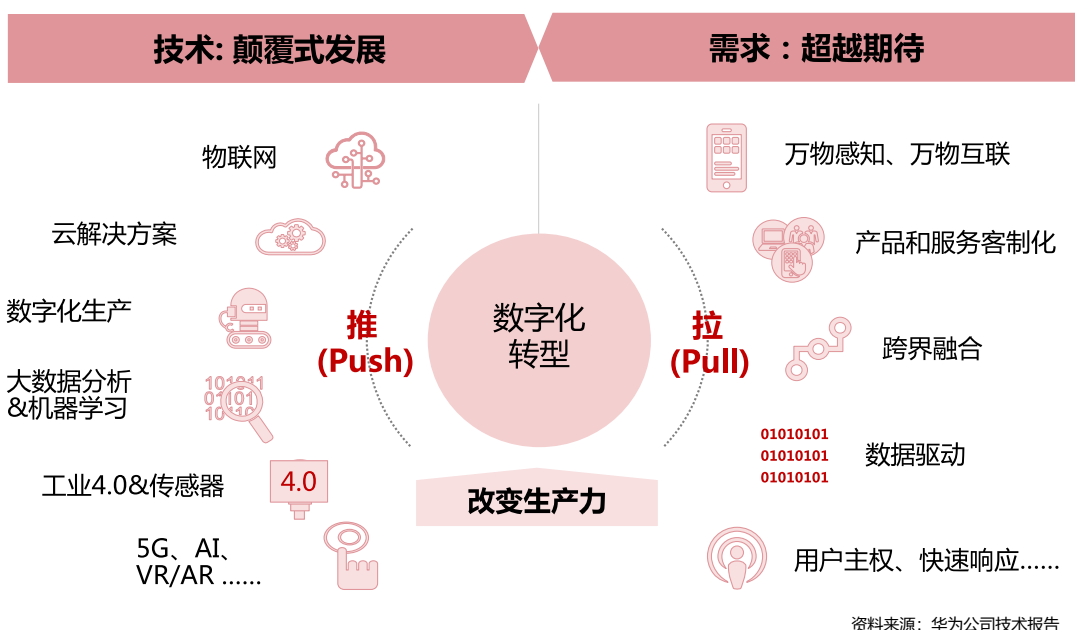 技术: 颠覆式发展
需求：超越期待
物联网
云解决方案
数字化生产
大数据分析
&机器学习
101011
01101
10110
工业4.0&传感器
4.0
5G、AI、
VR/AR ……
推
(Push)
数字化
转型
拉
(Pull)
改变生产力
万物感知、万物互联
产品和服务客制化
跨界融合
01010101
01010101
01010101
数据驱动
用户主权、快速响应……
资料来源：华为公司技术报告